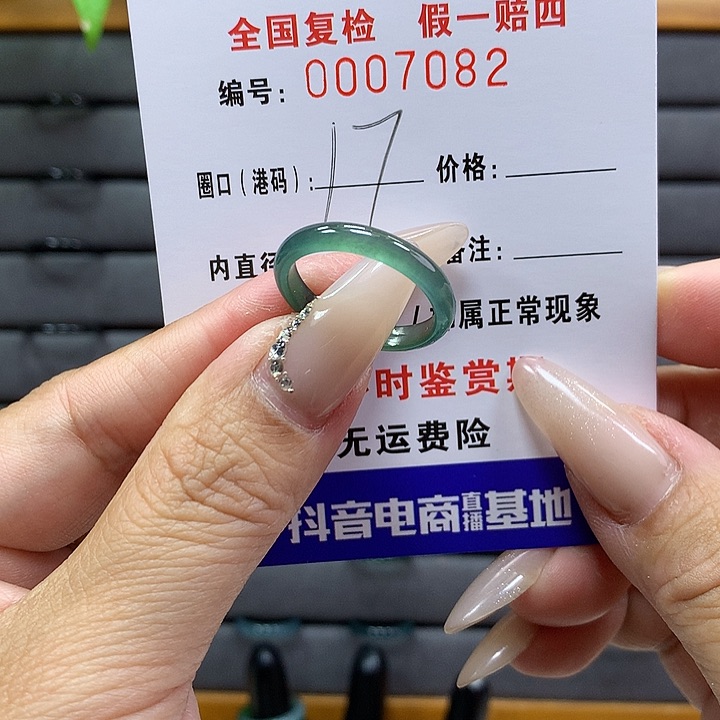 全国复检 假一赔四
编号: 0007082
圈口(港码): 17 价格:
内直径 备注:
属正常现象
时鉴赏期
无运费险
抖音电商直播基地